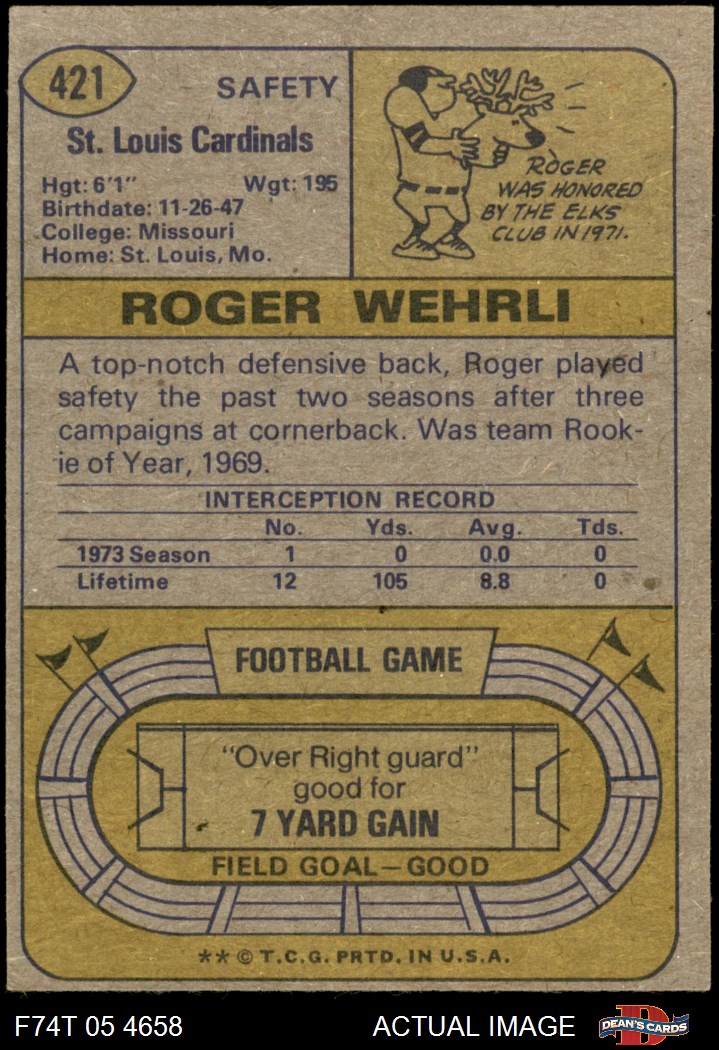 421
SAFETY
St. Louis Cardinals
Hgt: 6'1" Wgt: 195
Birthdate: 11-26-47
College: Missouri
Home: St. Louis, Mo.
ROGER
WAS HONORED
BY THE ELKS
CLUB IN 1971.
ROGER WEHRLI
A top-notch defensive back, Roger played
safety the past two seasons after three
campaigns at cornerback. Was team Rook-
ie of Year, 1969.
INTERCEPTION RECORD
No. Yds. Avg. Tds.
1973 Season 1 0 0.0 0
Lifetime 12 105 8.8 0
FOOTBALL GAME
"Over Right guard"
good for
7 YARD GAIN
FIELD GOAL—GOOD
** © T.C.G. PRTD. IN U.S.A.
F74T 05 4658 ACTUAL IMAGE
D
DEAN'S CARDS